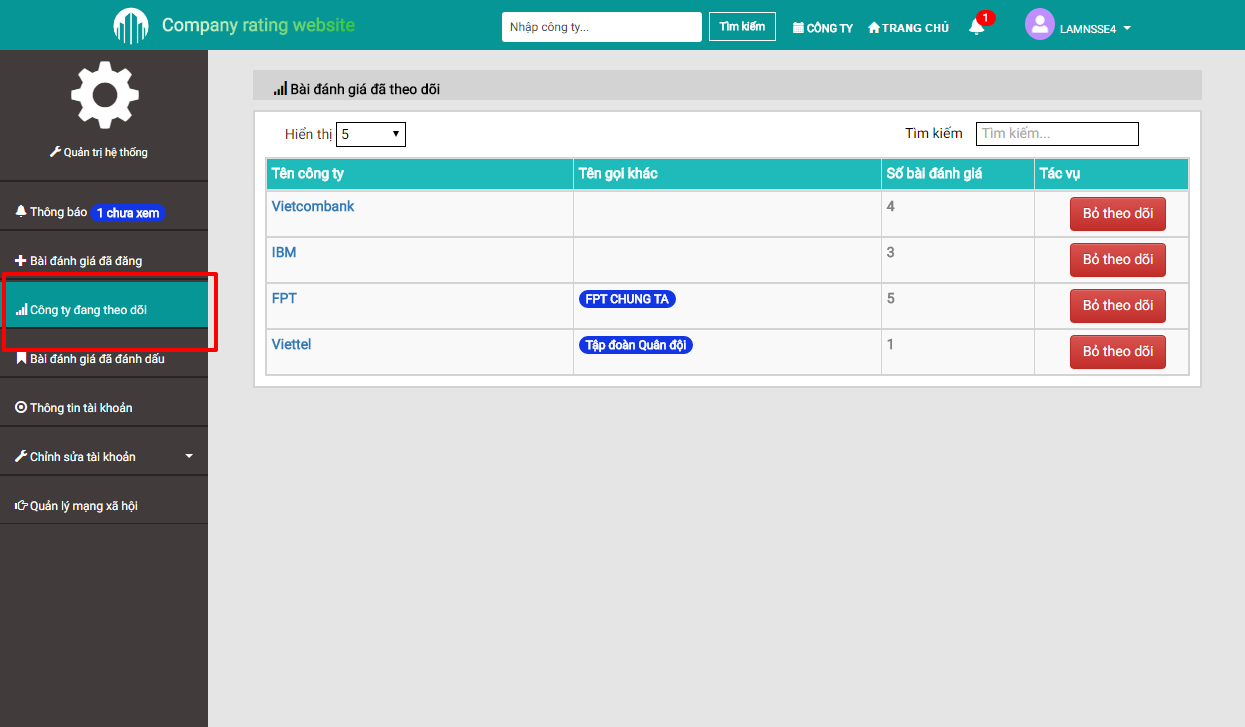 Company rating website
Nhập công ty...
Tìm kiếm
CÔNG TY
TRANG CHỦ
1
LAMNSSE4
Quản trị hệ thống
Thông báo 1 chưa xem
Bài đánh giá đã đăng
Công ty đang theo dõi
Bài đánh giá đã đánh dấu
Thông tin tài khoản
Chỉnh sửa tài khoản
Quản lý mạng xã hội
Bài đánh giá đã theo dõi
Hiển thị 5
Tìm kiếm Tìm kiếm...
Tên công ty Tên gọi khác Số bài đánh giá Tác vụ
Vietcombank 4 Bỏ theo dõi
IBM 3 Bỏ theo dõi
FPT FPT CHUNG TA 5 Bỏ theo dõi
Viettel Tập đoàn Quân đội 1 Bỏ theo dõi